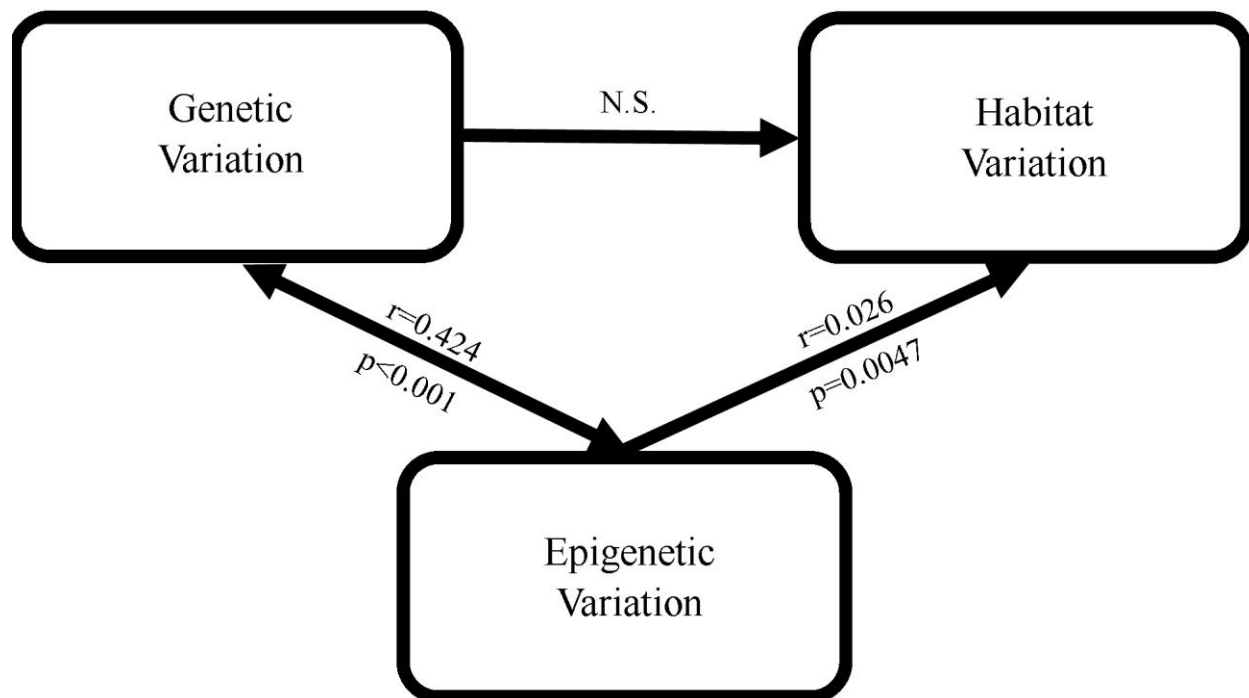 Genetic
Variation
N.S.
Habitat
Variation
r=0.424
p<0.001
r=0.026
p=0.0047
Epigenetic
Variation